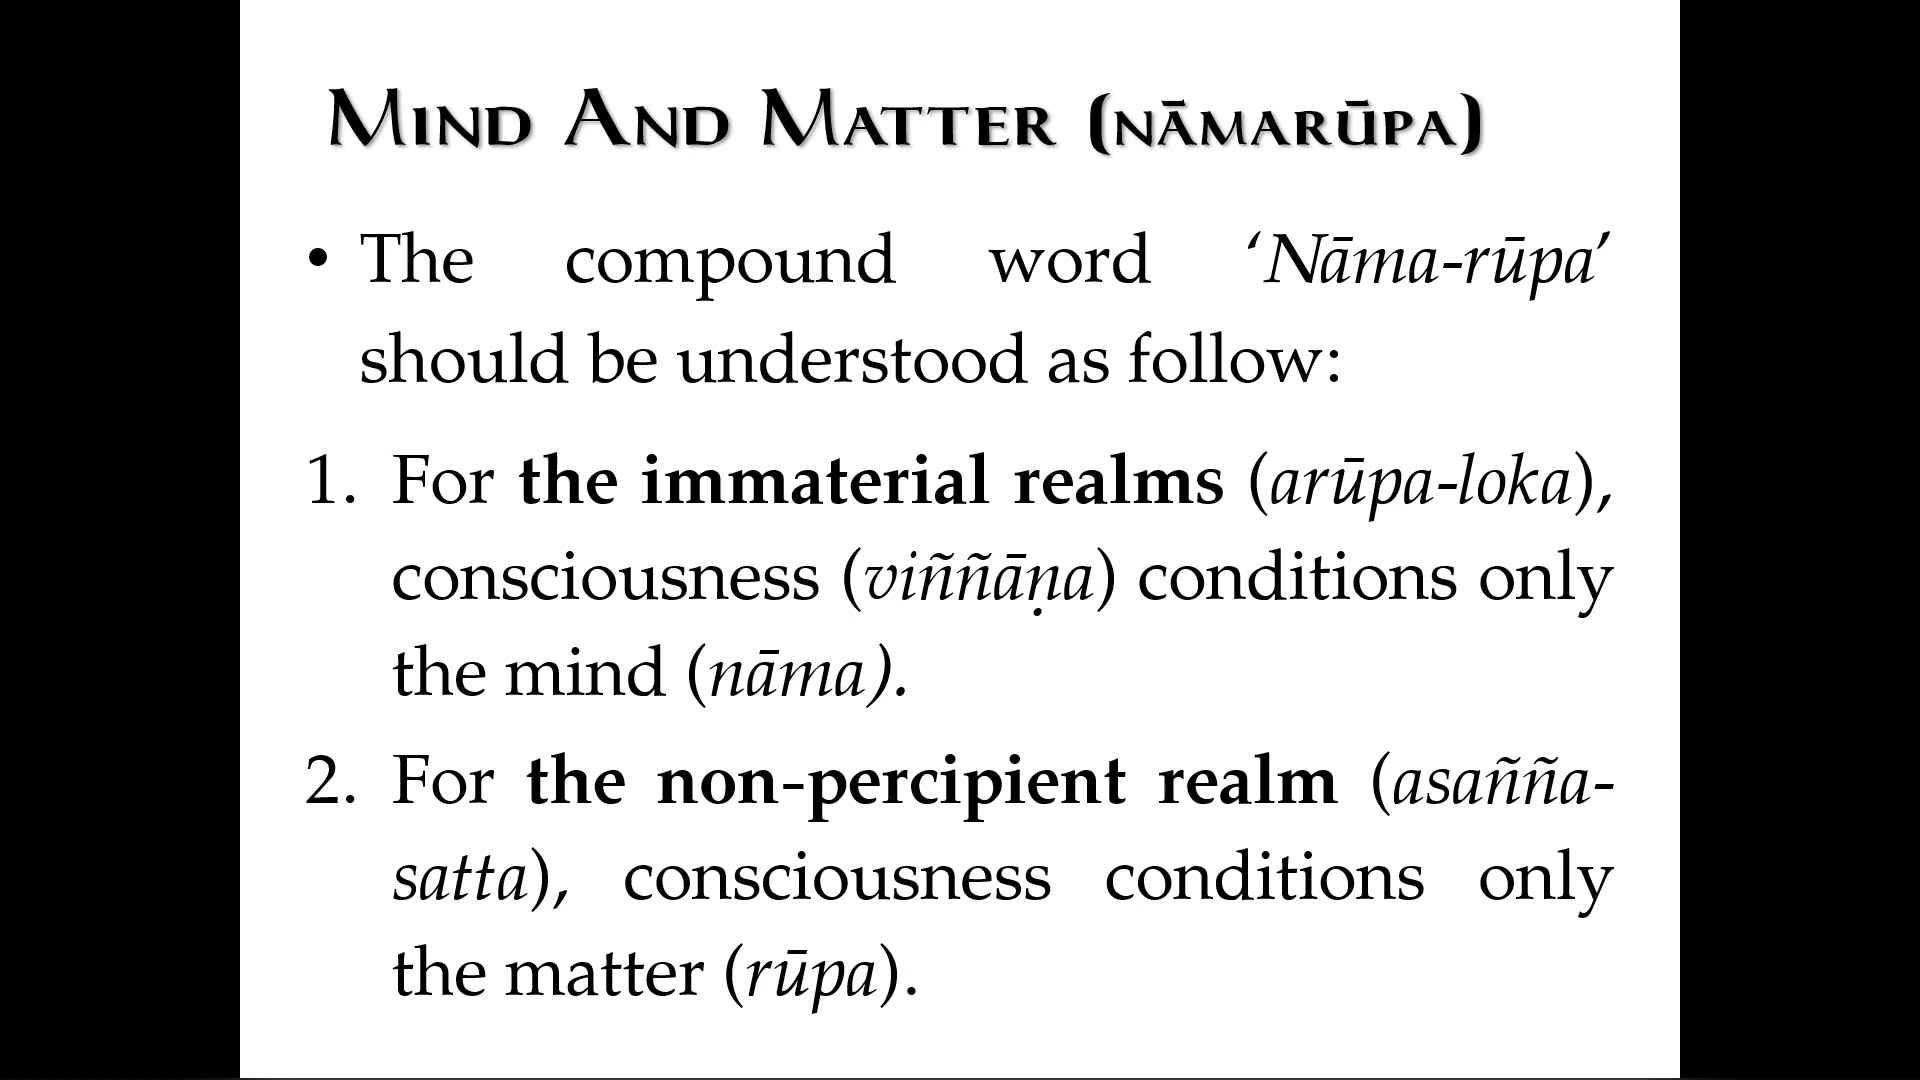 Mind And Matter (nāmarūpa)
• The compound word ‘Nāma-rūpa’
should be understood as follow:
1. For the immaterial realms (arūpa-loka),
consciousness (viññāṇa) conditions only
the mind (nāma).
2. For the non-percipient realm (asañña-
satta), consciousness conditions only
the matter (rūpa).